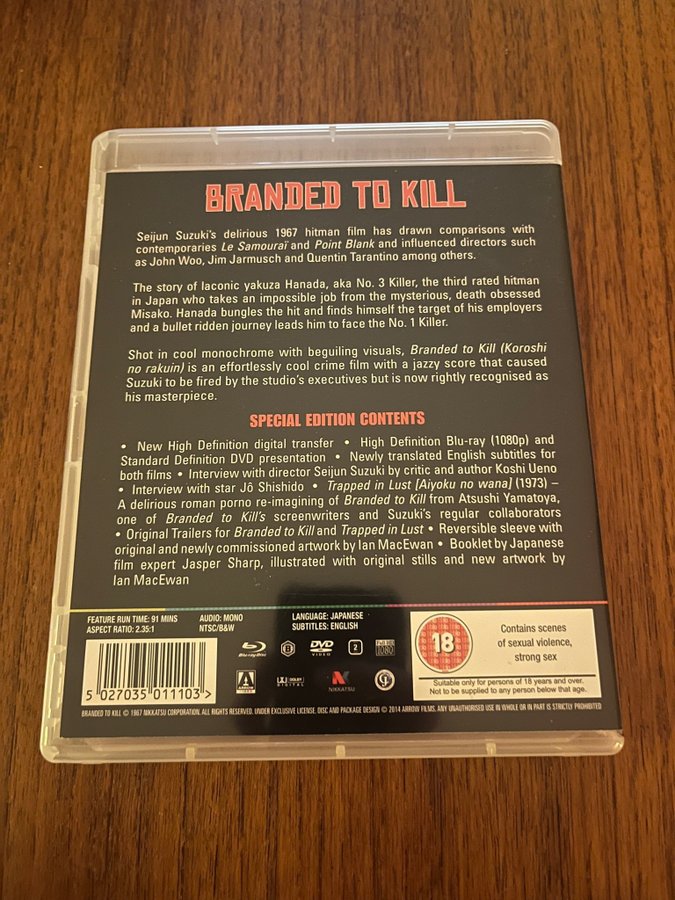 BRANDED TO KILL
Seijun Suzuki's delirious 1967 hitman film has drawn comparisons with
contemporaries Le Samouraï and Point Blank and influenced directors such
as John Woo, Jim Jarmusch and Quentin Tarantino among others.
The story of laconic yakuza Hanada, aka No. 3 Killer, the third rated hitman
in Japan who takes an impossible job from the mysterious, death obsessed
Misako. Hanada bungles the hit and finds himself the target of his employers
and a bullet ridden journey leads him to face the No. 1 Killer.
Shot in cool monochrome with beguiling visuals, Branded to Kill (Koroshi
no rakuin) is an effortlessly cool crime film with a jazzy score that caused
Suzuki to be fired by the studio's executives but is now rightly recognised as
his masterpiece.
SPECIAL EDITION CONTENTS
• New High Definition digital transfer • High Definition Blu-ray (1080p) and
Standard Definition DVD presentation • Newly translated English subtitles for
both films • Interview with director Seijun Suzuki by critic and author Koshi Ueno
• Interview with star Jô Shishido • Trapped in Lust [Aiyoku no wana] (1973) –
A delirious roman porno re-imagining of Branded to Kill from Atsushi Yamatoya,
one of Branded to Kill's screenwriters and Suzuki's regular collaborators
• Original Trailers for Branded to Kill and Trapped in Lust • Reversible sleeve with
original and newly commissioned artwork by Ian MacEwan • Booklet by Japanese
film expert Jasper Sharp, illustrated with original stills and new artwork by
Ian MacEwan
FEATURE RUN TIME: 91 MINS AUDIO: MONO LANGUAGE: JAPANESE
ASPECT RATIO: 2.35:1 NTSC/B&W SUBTITLES: ENGLISH
Blu-ray Disc B DVD VIDEO 2 FULL HD 1080
ARROW DOLBY DIGITAL NIKKATSU
5 027035 011103 >
18
Contains scenes
of sexual violence,
strong sex
Suitable only for persons of 18 years and over.
Not to be supplied to any person below that age.
BRANDED TO KILL © 1967 NIKKATSU CORPORATION. ALL RIGHTS RESERVED. UNDER EXCLUSIVE LICENSE. DISC AND PACKAGE DESIGN © 2014 ARROW FILMS. ANY UNAUTHORISED USE IN WHOLE OR IN PART IS STRICTLY PROHIBITED